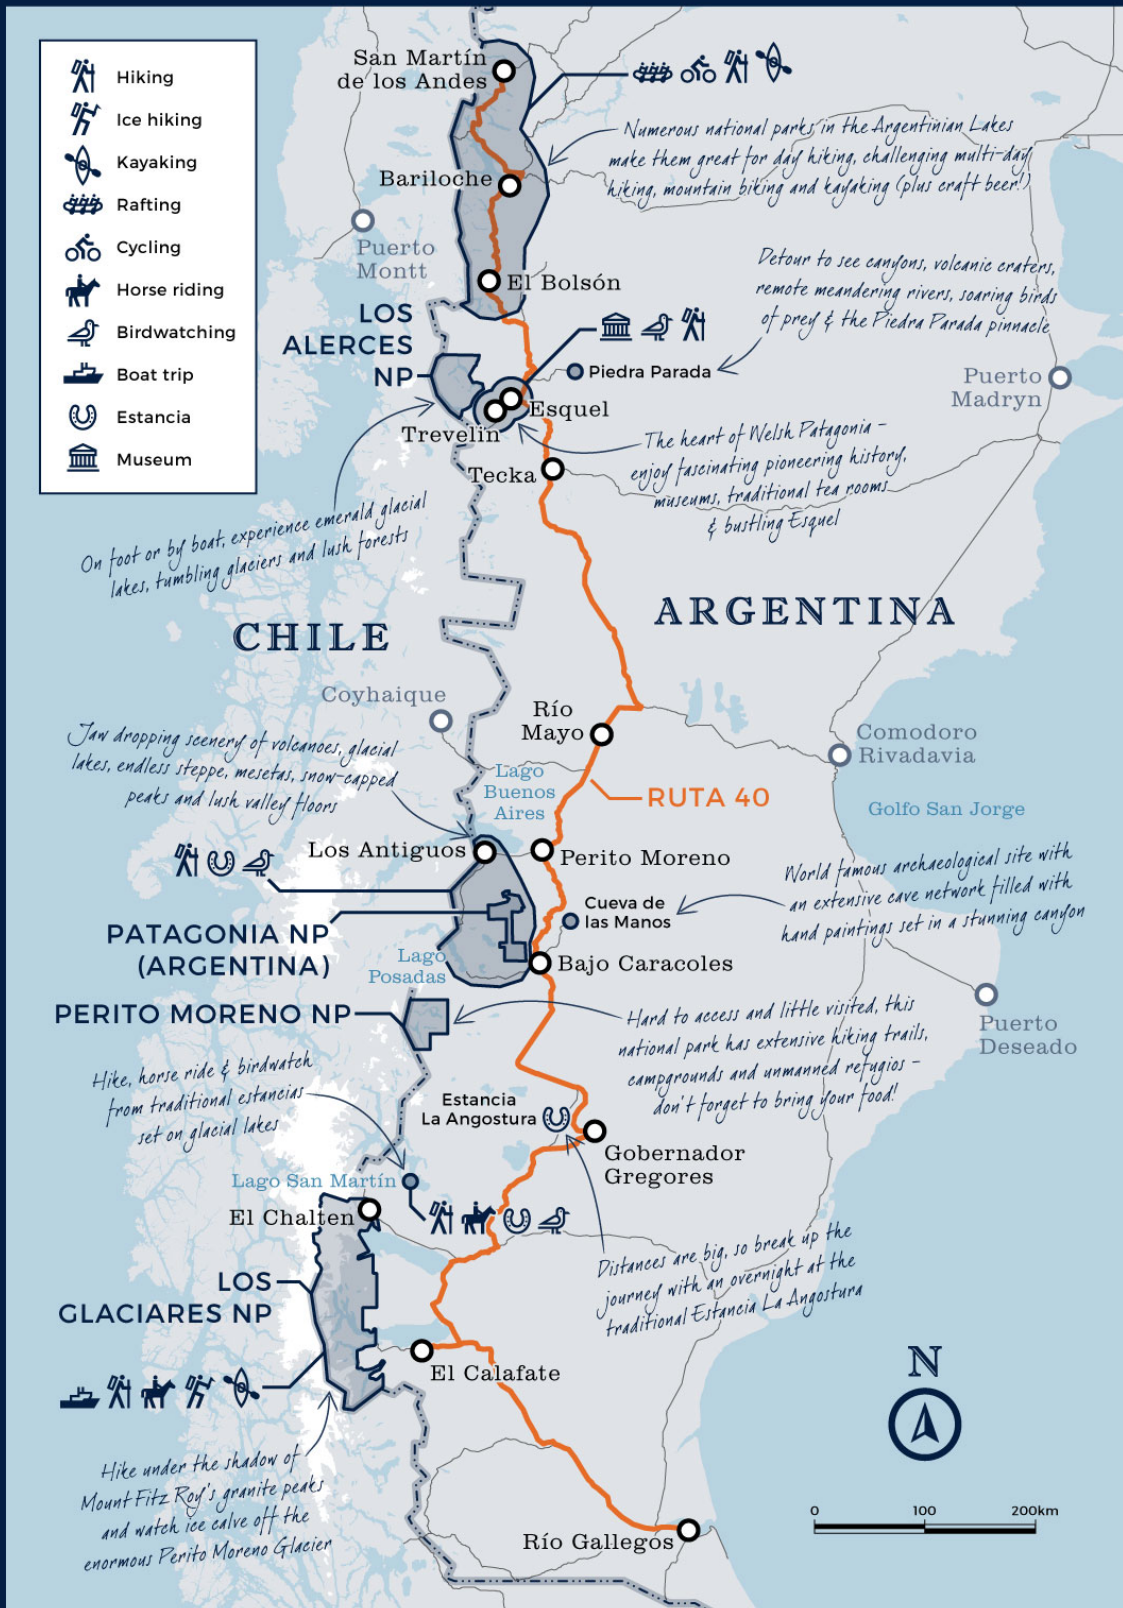 Hiking
Ice hiking
Kayaking
Rafting
Cycling
Horse riding
Birdwatching
Boat trip
Estancia
Museum
San Martín
de los Andes
Numerous national parks in the Argentinian Lakes
make them great for day hiking, challenging multi-day
hiking, mountain biking and kayaking (plus craft beer!)
Bariloche
Puerto
Montt
El Bolsón
Detour to see canyons, volcanic craters,
remote meandering rivers, soaring birds
of prey & the Piedra Parada pinnacle
LOS
ALERCES
NP
Piedra Parada
Puerto
Madryn
Esquel
Trevelin
The heart of Welsh Patagonia -
enjoy fascinating pioneering history,
museums, traditional tea rooms
& bustling Esquel
Tecka
On foot or by boat, experience emerald glacial
lakes, tumbling glaciers and lush forests
CHILE
ARGENTINA
Coyhaique
Río
Mayo
Comodoro
Rivadavia
Jaw dropping scenery of volcanoes, glacial
lakes, endless steppe, mesetas, snow-capped
peaks and lush valley floors
Lago
Buenos
Aires
RUTA 40
Golfo San Jorge
Los Antiguos
Perito Moreno
World famous archaeological site with
an extensive cave network filled with
hand paintings set in a stunning canyon
Cueva de
las Manos
PATAGONIA NP
(ARGENTINA)
Lago
Posadas
Bajo Caracoles
PERITO MORENO NP
Hard to access and little visited, this
national park has extensive hiking trails,
campgrounds and unmanned refugios -
don't forget to bring your food!
Puerto
Deseado
Hike, horse ride & birdwatch
from traditional estancias
set on glacial lakes
Estancia
La Angostura
Gobernador
Gregores
Lago San Martín
El Chalten
Distances are big, so break up the
journey with an overnight at the
traditional Estancia La Angostura
LOS
GLACIARES NP
El Calafate
N
Hike under the shadow of
Mount Fitz Roy's granite peaks
and watch ice calve off the
enormous Perito Moreno Glacier
0 100 200km
Río Gallegos